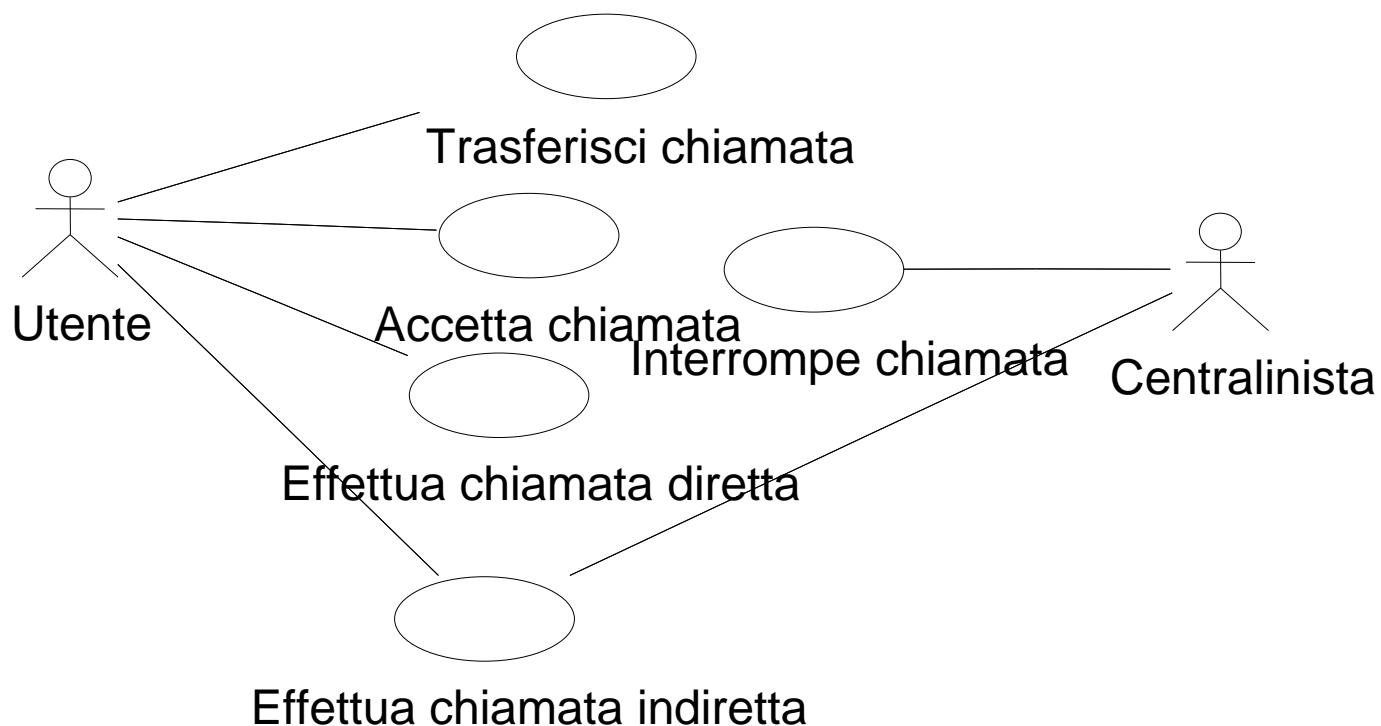 Trasferisci chiamata
Utente
Accetta chiamata
Interrompe chiamata
Centralinista
Effettua chiamata diretta
Effettua chiamata indiretta